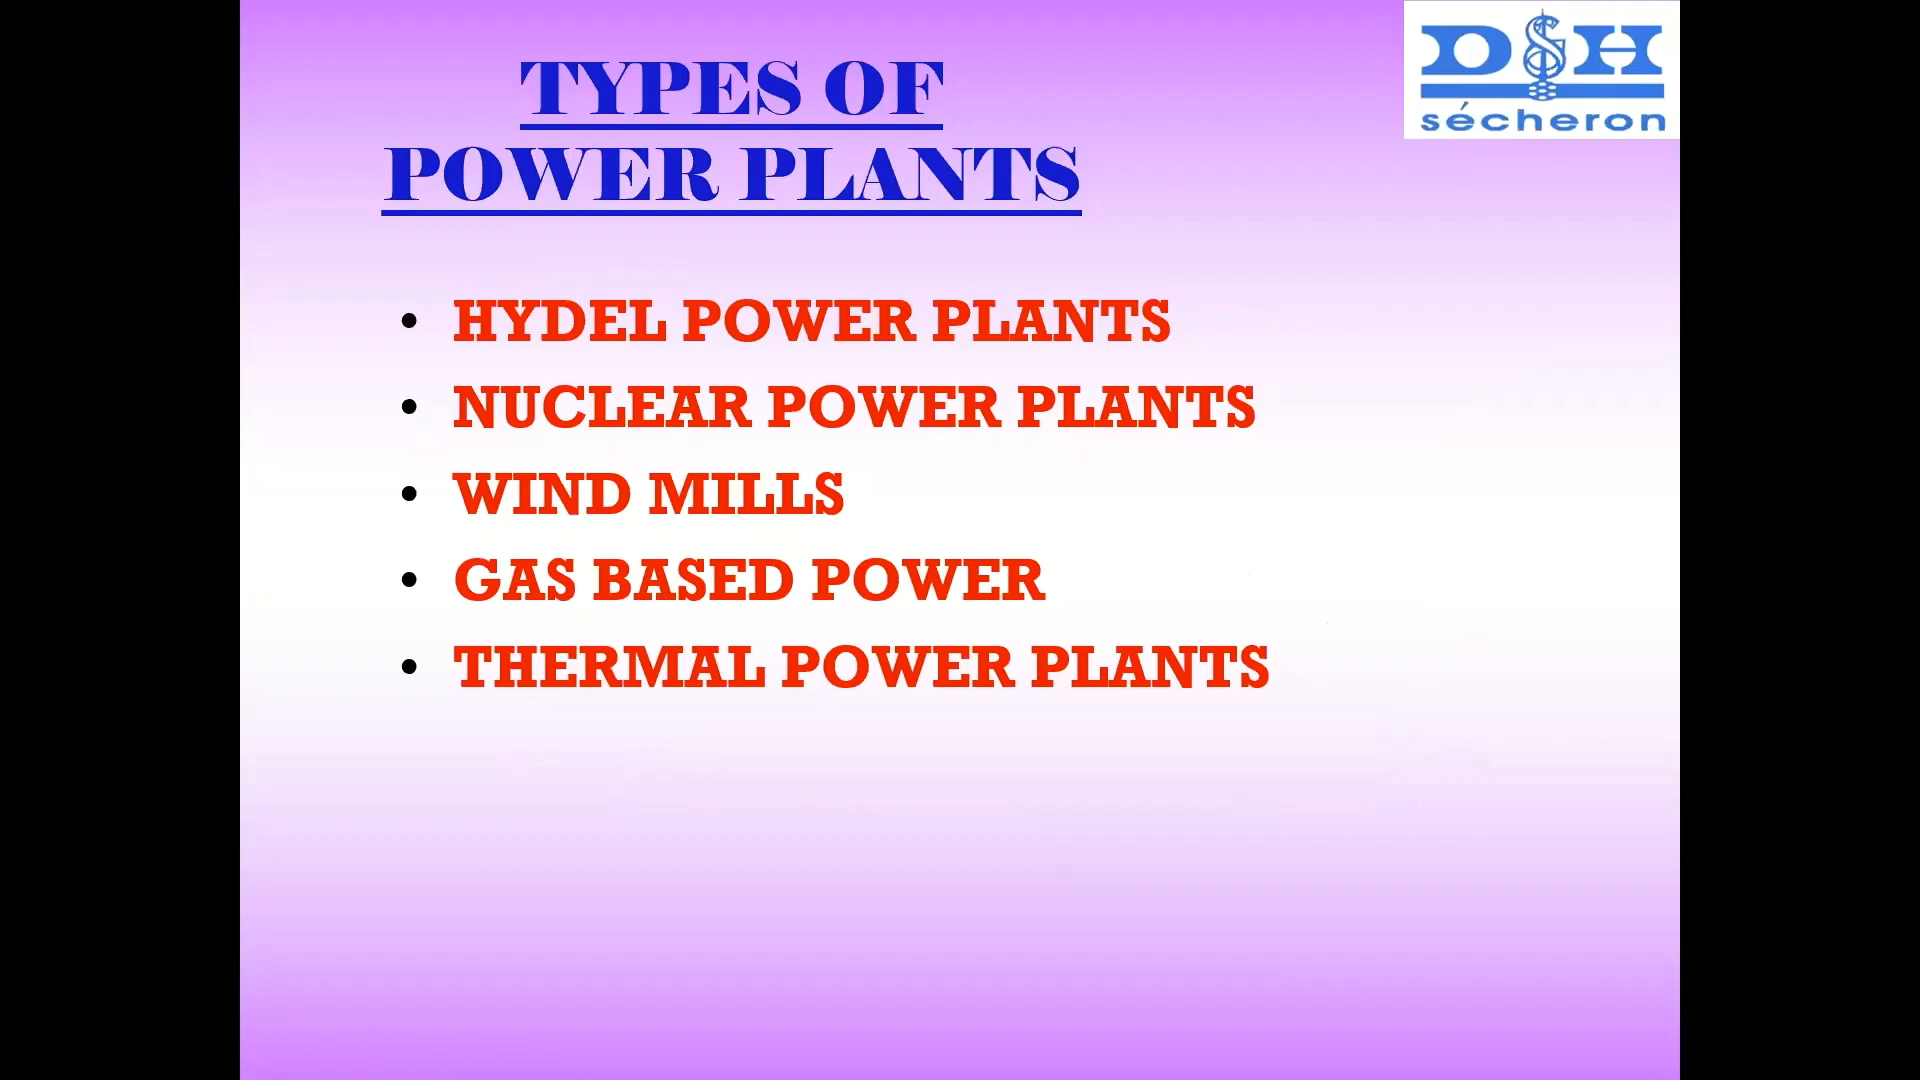 TYPES OF
POWER PLANTS
D&H
sécheron
• HYDEL POWER PLANTS
• NUCLEAR POWER PLANTS
• WIND MILLS
• GAS BASED POWER
• THERMAL POWER PLANTS